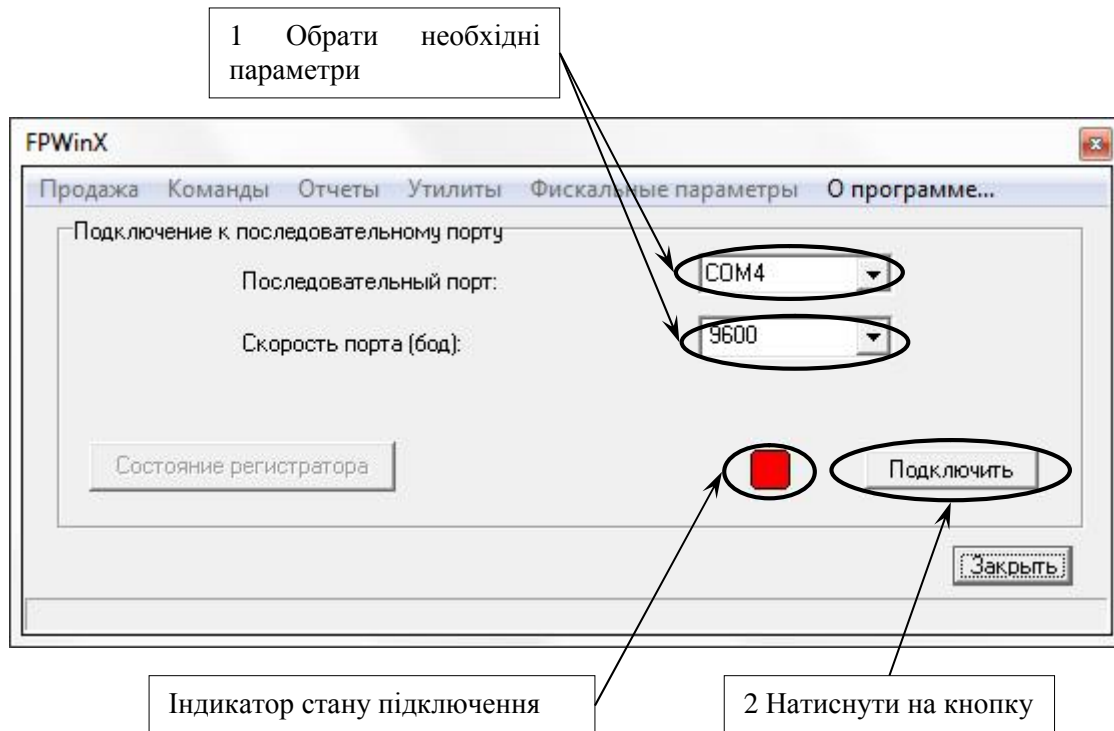 1 Обрати необхідні
параметри
FPWinX
Продажа Команды Отчеты Утилиты Фискальные параметры О программе...
Подключение к последовательному порту
Последовательный порт: COM4
Скорость порта (бод): 9600
Состояние регистратора Подключить
Закрыть
Індикатор стану підключення 2 Натиснути на кнопку